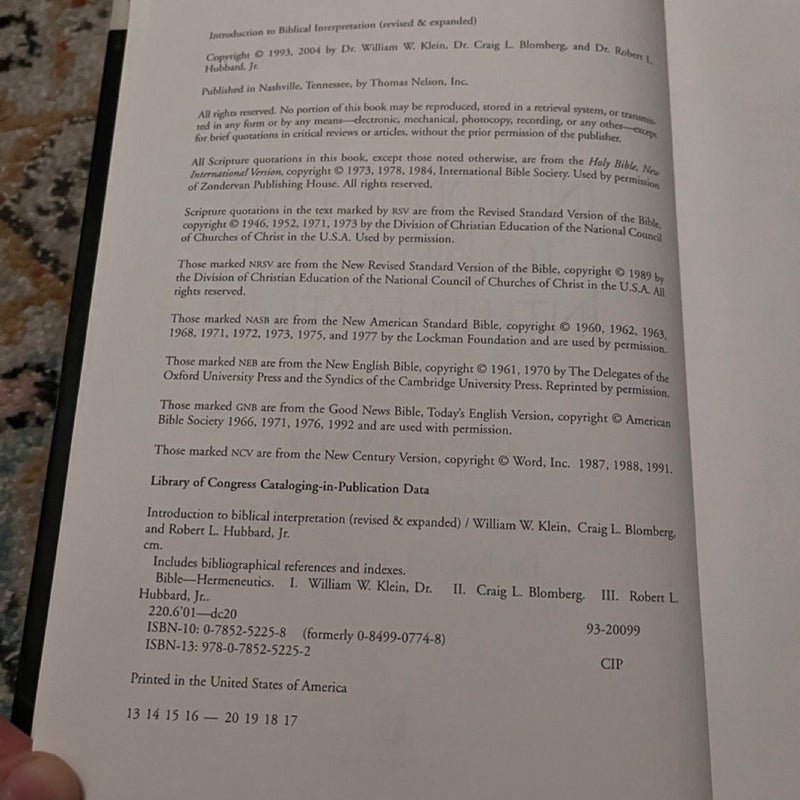 Introduction to Biblical Interpretation (revised & expanded)
Copyright © 1993, 2004 by Dr. William W. Klein, Dr. Craig L. Blomberg, and Dr. Robert L.
Hubbard, Jr.
Published in Nashville, Tennessee, by Thomas Nelson, Inc.
All rights reserved. No portion of this book may be reproduced, stored in a retrieval system, or transmit-
ted in any form or by any means—electronic, mechanical, photocopy, recording, or any other—except
for brief quotations in critical reviews or articles, without the prior permission of the publisher.
All Scripture quotations in this book, except those noted otherwise, are from the Holy Bible, New
International Version, copyright © 1973, 1978, 1984, International Bible Society. Used by permission
of Zondervan Publishing House. All rights reserved.
Scripture quotations in the text marked by RSV are from the Revised Standard Version of the Bible,
copyright © 1946, 1952, 1971, 1973 by the Division of Christian Education of the National Council
of Churches of Christ in the U.S.A. Used by permission.
Those marked NRSV are from the New Revised Standard Version of the Bible, copyright © 1989 by
the Division of Christian Education of the National Council of Churches of Christ in the U.S.A. All
rights reserved.
Those marked NASB are from the New American Standard Bible, copyright © 1960, 1962, 1963,
1968, 1971, 1972, 1973, 1975, and 1977 by the Lockman Foundation and are used by permission.
Those marked NEB are from the New English Bible, copyright © 1961, 1970 by The Delegates of the
Oxford University Press and the Syndics of the Cambridge University Press. Reprinted by permission.
Those marked GNB are from the Good News Bible, Today's English Version, copyright © American
Bible Society 1966, 1971, 1976, 1992 and are used with permission.
Those marked NCV are from the New Century Version, copyright © Word, Inc. 1987, 1988, 1991.
Library of Congress Cataloging-in-Publication Data
Introduction to biblical interpretation (revised & expanded) / William W. Klein, Craig L. Blomberg,
and Robert L. Hubbard, Jr.
cm.
Includes bibliographical references and indexes.
Bible—Hermeneutics. I. William W. Klein, Dr. II. Craig L. Blomberg. III. Robert L.
Hubbard, Jr..
220.6'01—dc20
93-20099
ISBN-10: 0-7852-5225-8 (formerly 0-8499-0774-8)
ISBN-13: 978-0-7852-5225-2
CIP
Printed in the United States of America
13 14 15 16 — 20 19 18 17